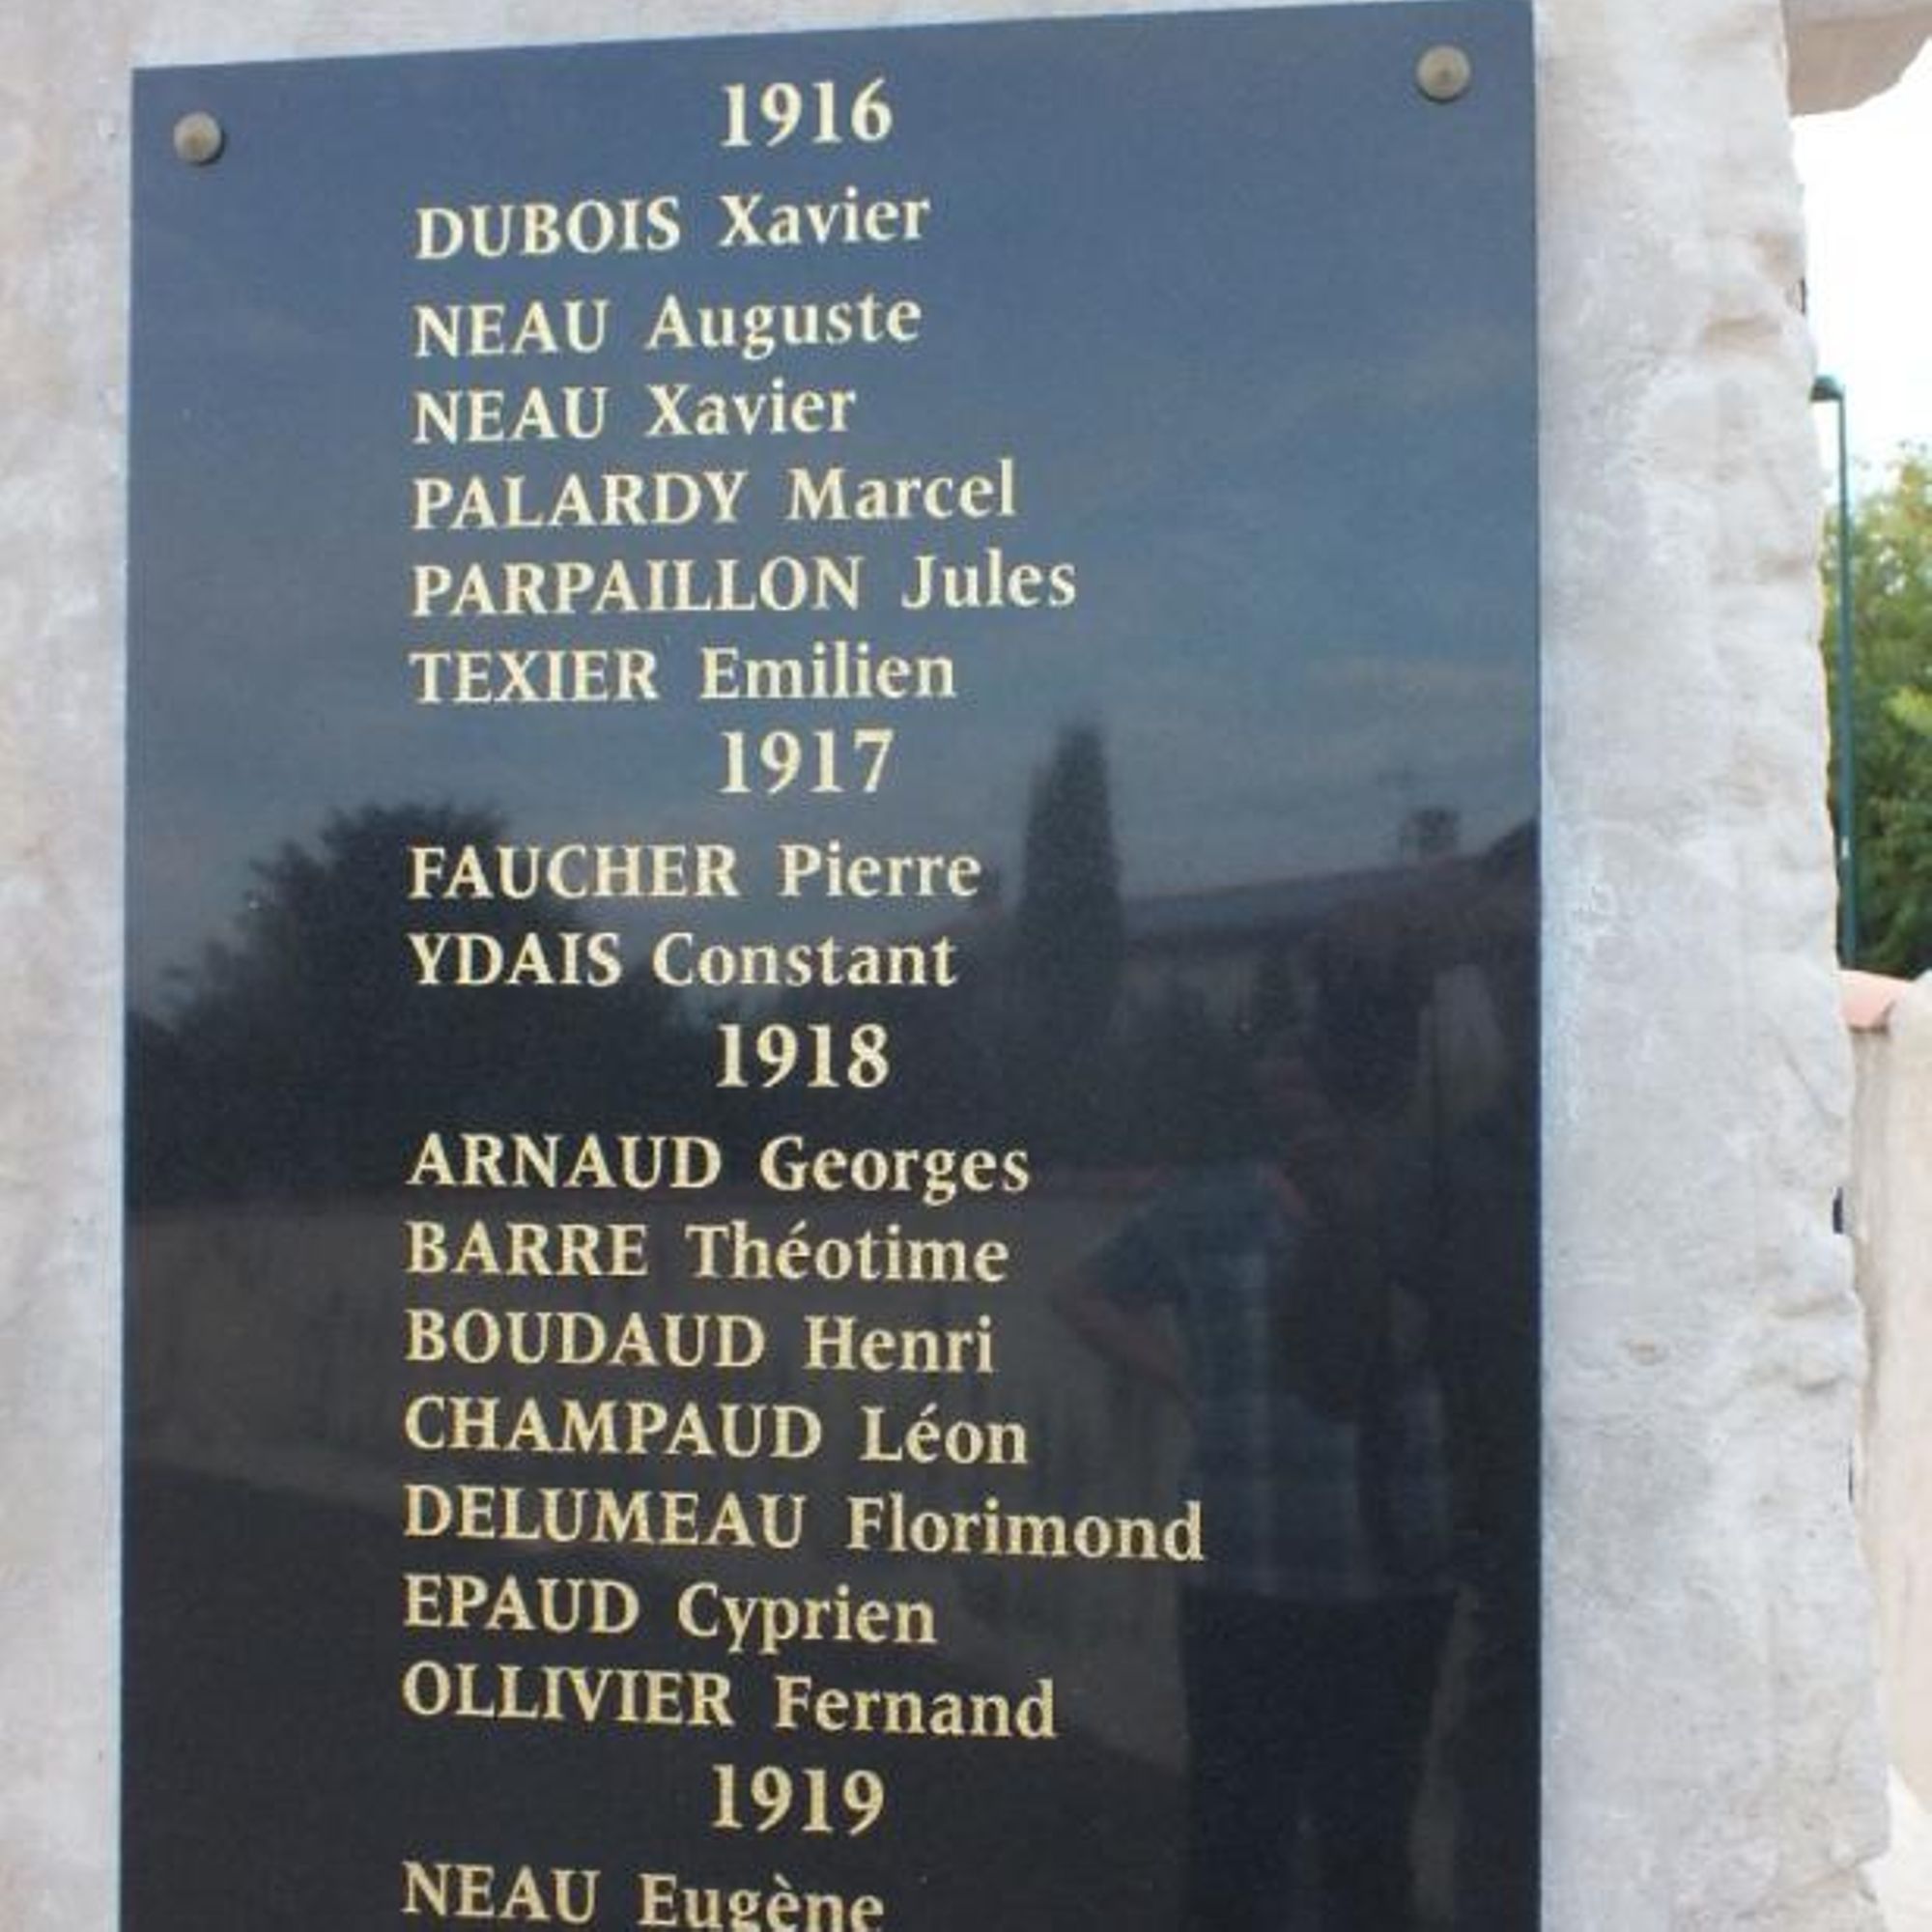 1916
DUBOIS Xavier
NEAU Auguste
NEAU Xavier
PALARDY Marcel
PARPAILLON Jules
TEXIER Emilien
1917
FAUCHER Pierre
YDAIS Constant
1918
ARNAUD Georges
BARRE Théotime
BOUDAUD Henri
CHAMPAUD Léon
DELUMEAU Florimond
EPAUD Cyprien
OLLIVIER Fernand
1919
NEAU Eugène